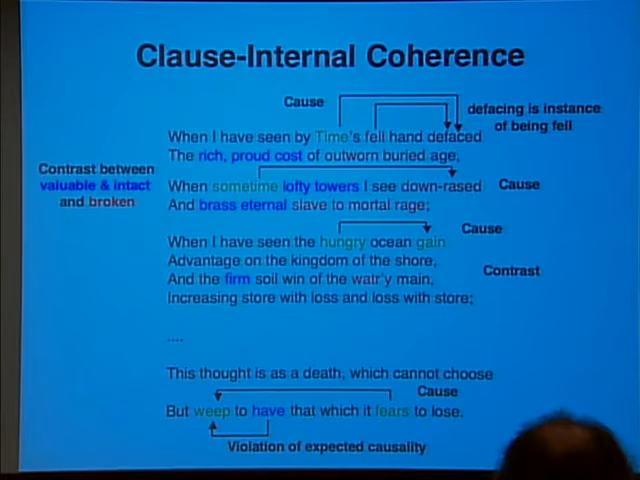 Clause-Internal Coherence
Cause
defacing is instance
of being fell
When I have seen by Time's fell hand defaced
The rich, proud cost of outworn buried age,
Contrast between
valuable & intact
and broken
When sometime lofty towers I see down-rased
Cause
And brass eternal slave to mortal rage;
Cause
When I have seen the hungry ocean gain
Advantage on the kingdom of the shore,
And the firm soil win of the watr'y main,
Contrast
Increasing store with loss and loss with store;
....
This thought is as a death, which cannot choose
Cause
But weep to have that which it fears to lose.
Violation of expected causality